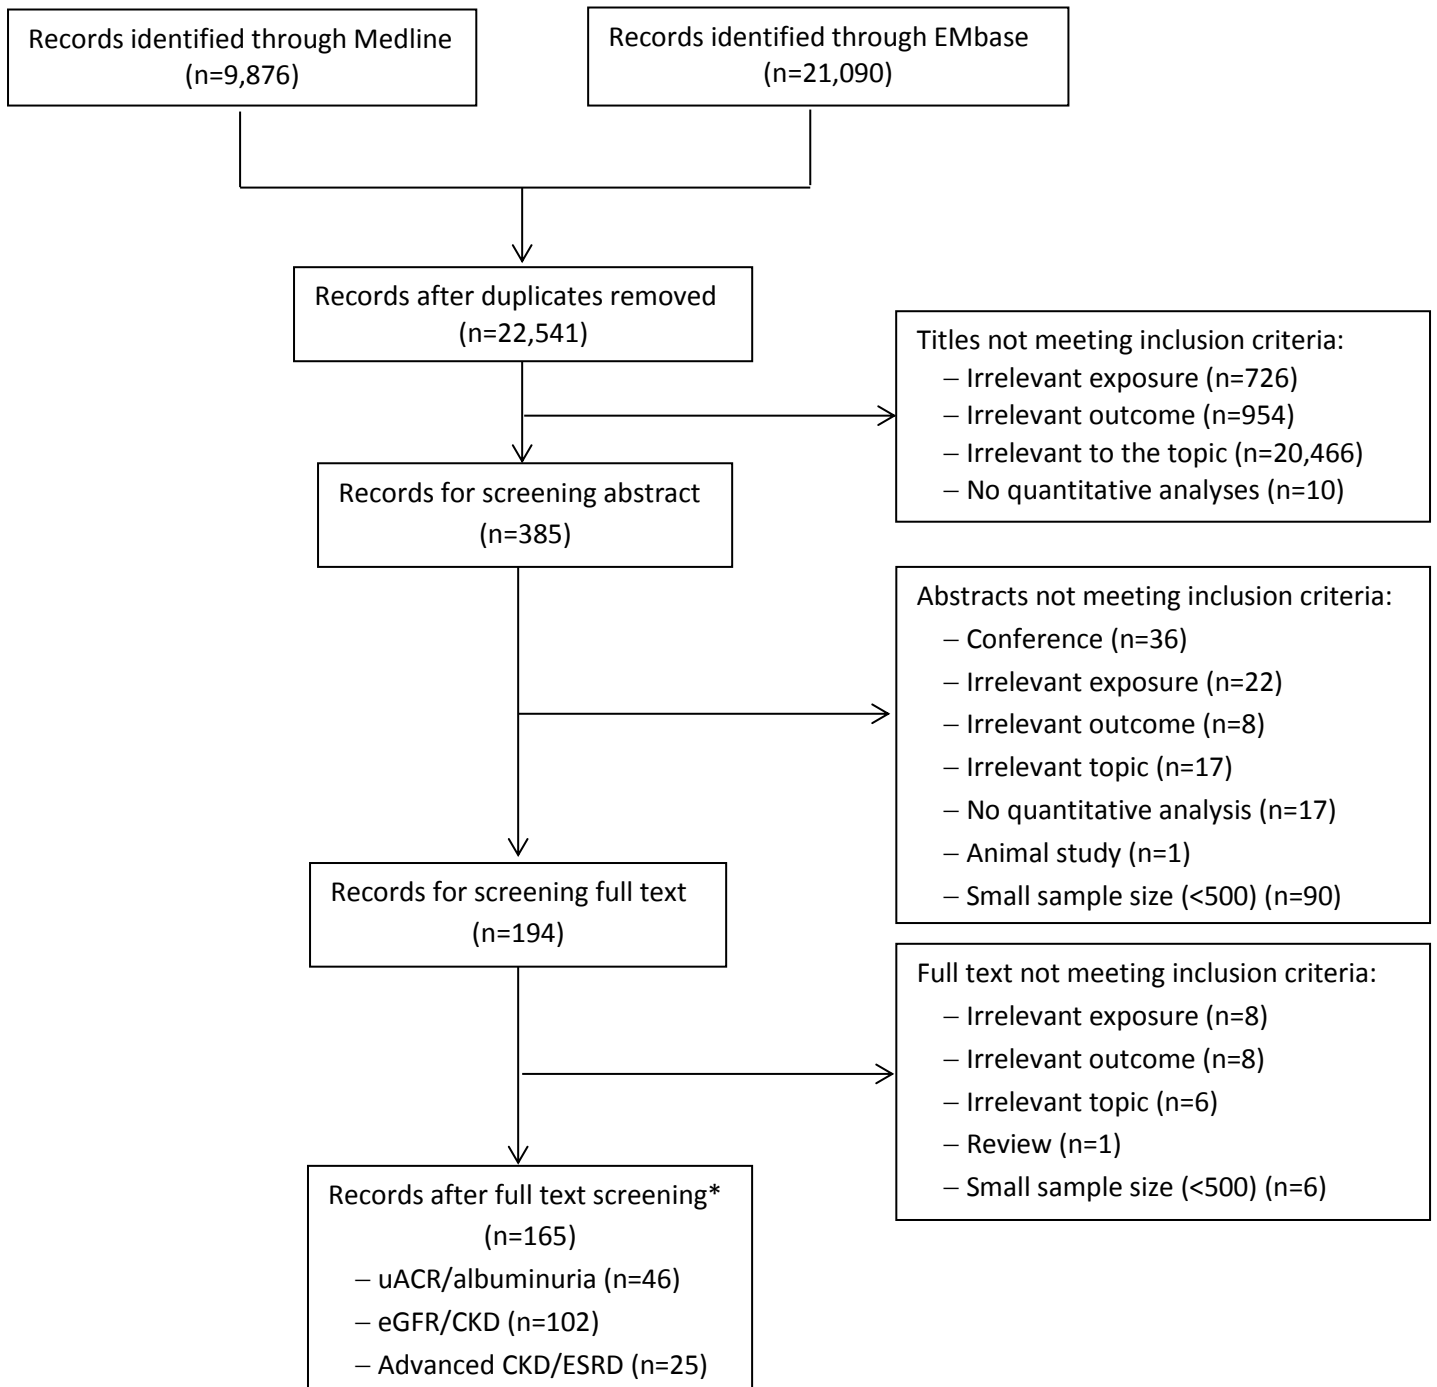 Records identified through Medline
(n=9,876)
Records identified through EMbase
(n=21,090)
Records after duplicates removed
(n=22,541)
Titles not meeting inclusion criteria:
– Irrelevant exposure (n=726)
– Irrelevant outcome (n=954)
– Irrelevant to the topic (n=20,466)
– No quantitative analyses (n=10)
Records for screening abstract
(n=385)
Abstracts not meeting inclusion criteria:
– Conference (n=36)
– Irrelevant exposure (n=22)
– Irrelevant outcome (n=8)
– Irrelevant topic (n=17)
– No quantitative analysis (n=17)
– Animal study (n=1)
– Small sample size (<500) (n=90)
Records for screening full text
(n=194)
Full text not meeting inclusion criteria:
– Irrelevant exposure (n=8)
– Irrelevant outcome (n=8)
– Irrelevant topic (n=6)
– Review (n=1)
– Small sample size (<500) (n=6)
Records after full text screening*
(n=165)
– uACR/albuminuria (n=46)
– eGFR/CKD (n=102)
– Advanced CKD/ESRD (n=25)